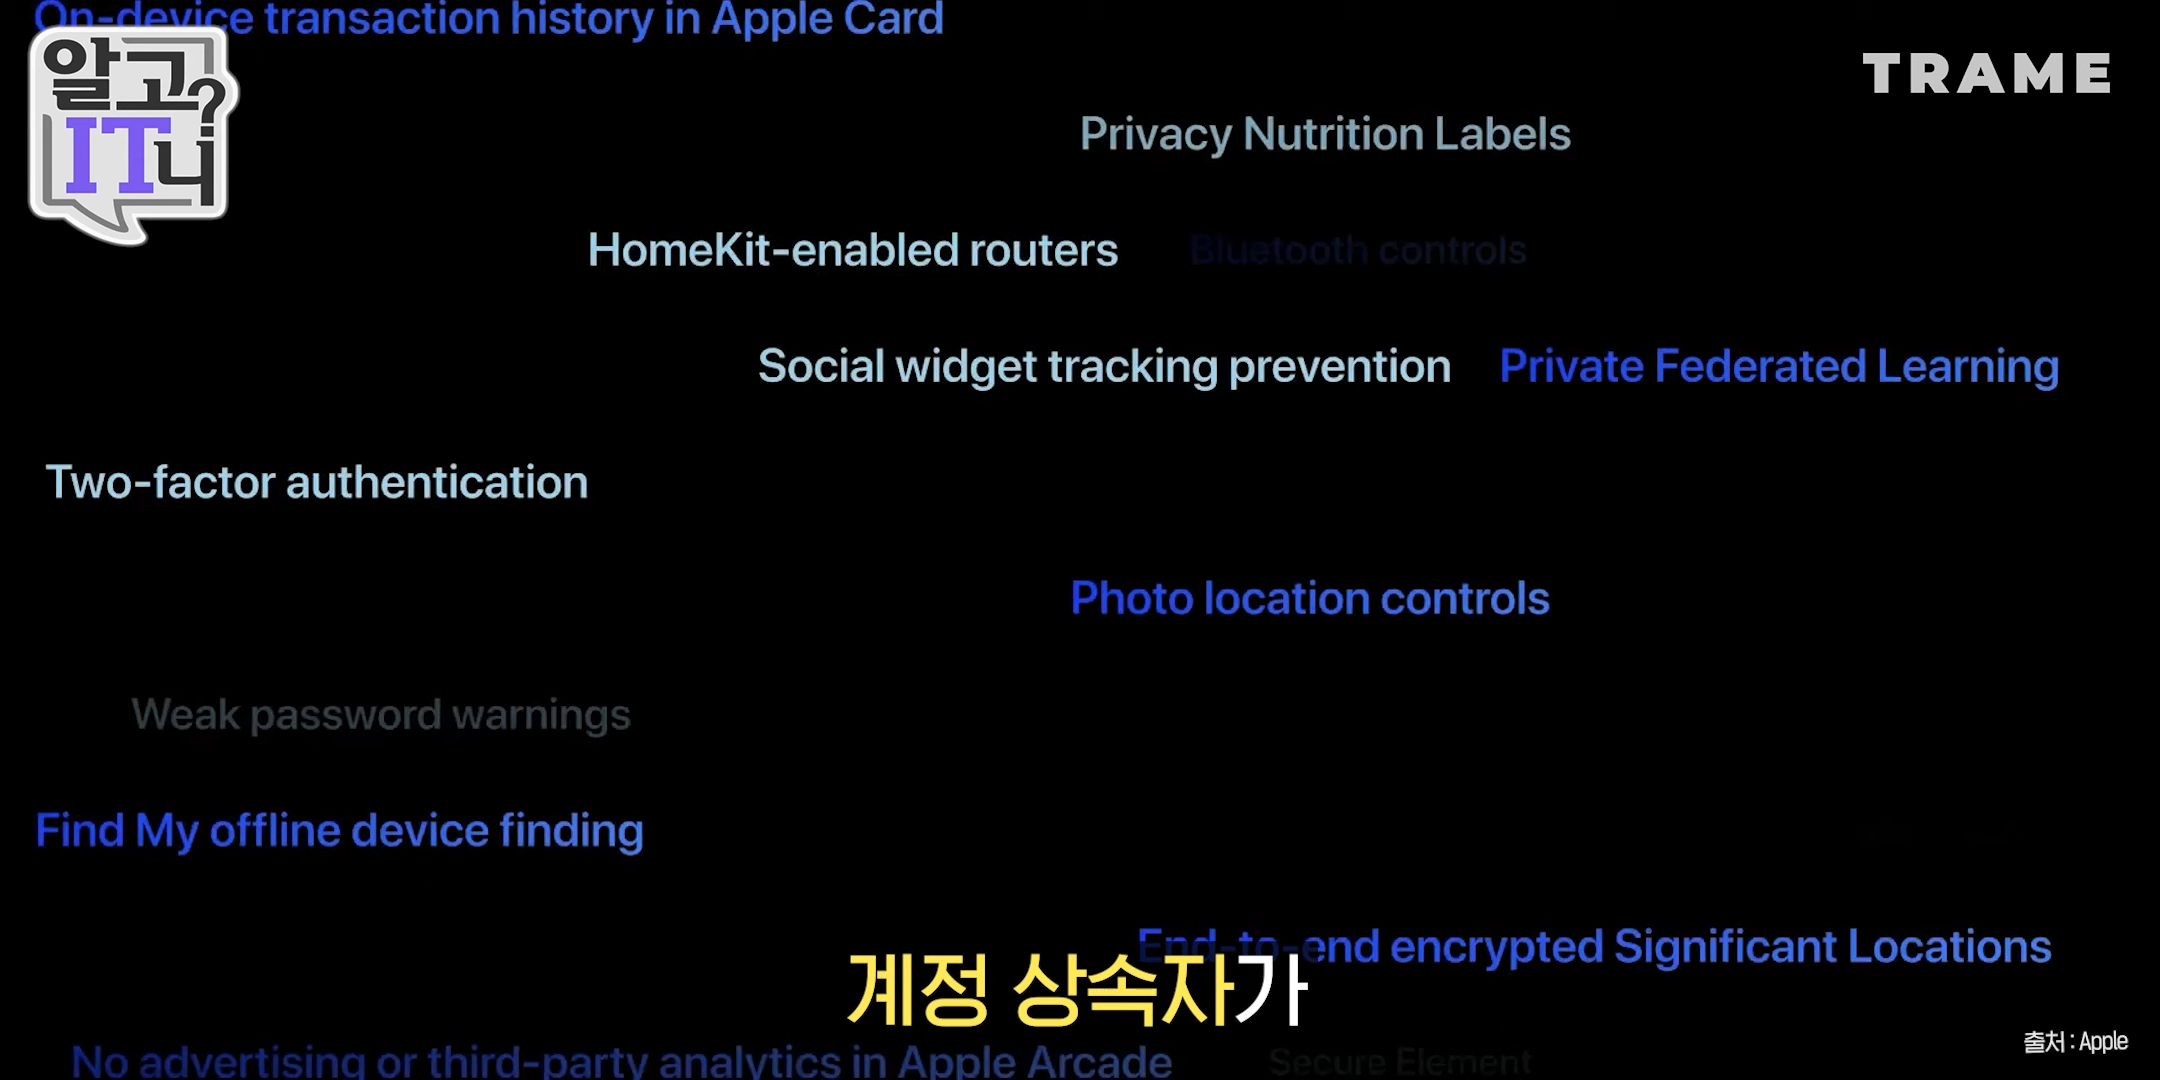 On-device transaction history in Apple Card
알고?
IT니
TRAME
Privacy Nutrition Labels
HomeKit-enabled routers
Bluetooth controls
Social widget tracking prevention
Private Federated Learning
Two-factor authentication
Photo location controls
Weak password warnings
Find My offline device finding
End-to-end encrypted Significant Locations
계정 상속자가
출처 : Apple
No advertising or third-party analytics in Apple Arcade
Secure Element